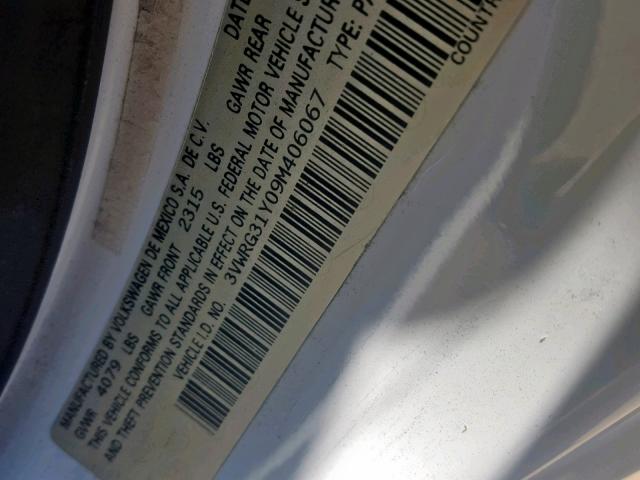 MANUFACTURED BY VOLKSWAGEN DE MEXICO S.A. DE C.V. DATE
GVWR 4079 LBS GAWR FRONT 2315 LBS GAWR REAR
THIS VEHICLE CONFORMS TO ALL APPLICABLE U.S. FEDERAL MOTOR VEHICLE S
AND THEFT PREVENTION STANDARDS IN EFFECT ON THE DATE OF MANUFACTUR
VEHICLE I.D. NO. 3VWRG31Y09M406067 TYPE: P
COUNTR